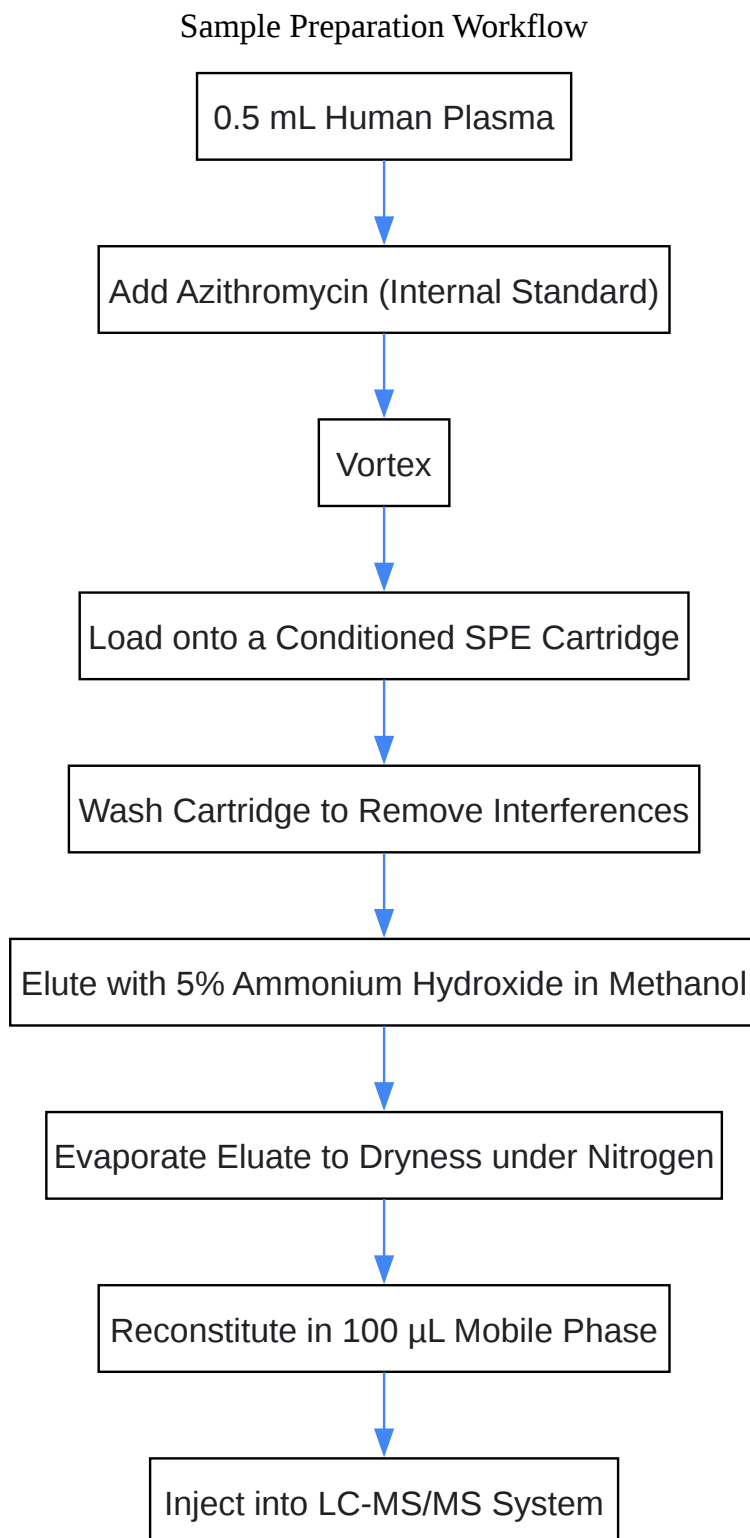 Sample Preparation Workflow
0.5 mL Human Plasma
Add Azithromycin (Internal Standard)
Vortex
Load onto a Conditioned SPE Cartridge
Wash Cartridge to Remove Interferences
Elute with 5% Ammonium Hydroxide in Methanol
Evaporate Eluate to Dryness under Nitrogen
Reconstitute in 100 µL Mobile Phase
Inject into LC-MS/MS System